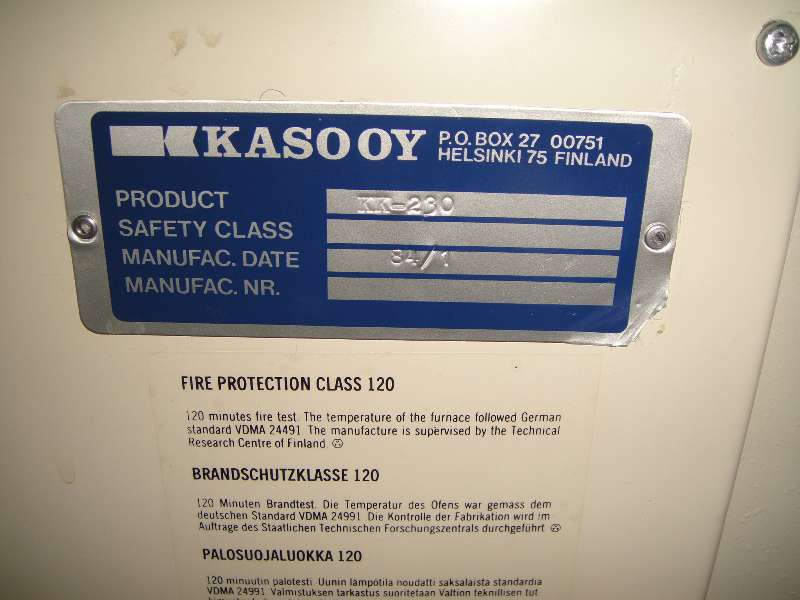 KASO OY P.O. BOX 27 00751
HELSINKI 75 FINLAND
PRODUCT KK-230
SAFETY CLASS
MANUFAC. DATE 84/1
MANUFAC. NR.
FIRE PROTECTION CLASS 120
120 minutes fire test. The temperature of the furnace followed German
standard VDMA 24491. The manufacture is supervised by the Technical
Research Centre of Finland.
BRANDSCHUTZKLASSE 120
120 Minuten Brandtest. Die Temperatur des Ofens war gemass dem
deutschen Standard VDMA 24991. Die Kontrolle der Fabrikation wird im
Auftrage des Staatlichen Technischen Forschungszentrals durchgeführt.
PALOSUOJALUOKKA 120
120 minuutin palotesti. Uunin lämpötila noudatti saksalaista standardia
VDMA 24991. Valmistuksen tarkastus suoritetaan Valtion teknillisen tut